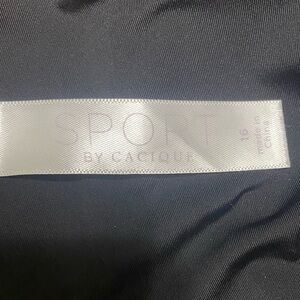 SPORT
BY CACIQUE
16
made in
China